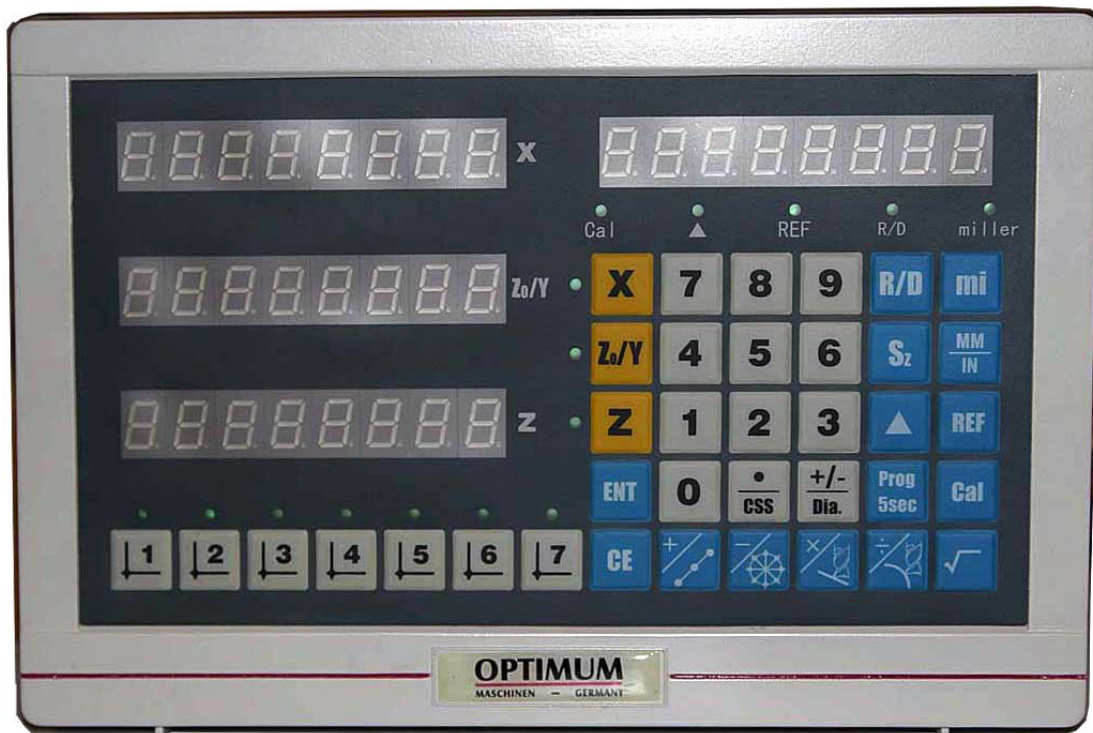 X
Cal ▲ REF R/D miller
Z₀/Y
X 7 8 9 R/D mi
Z₀/Y 4 5 6 Sz MM/IN
Z
Z 1 2 3 ▲ REF
ENT 0 •/CSS +/-/Dia. Prog 5sec Cal
1 2 3 4 5 6 7 CE + − × ÷ √
OPTIMUM
MASCHINEN – GERMANY